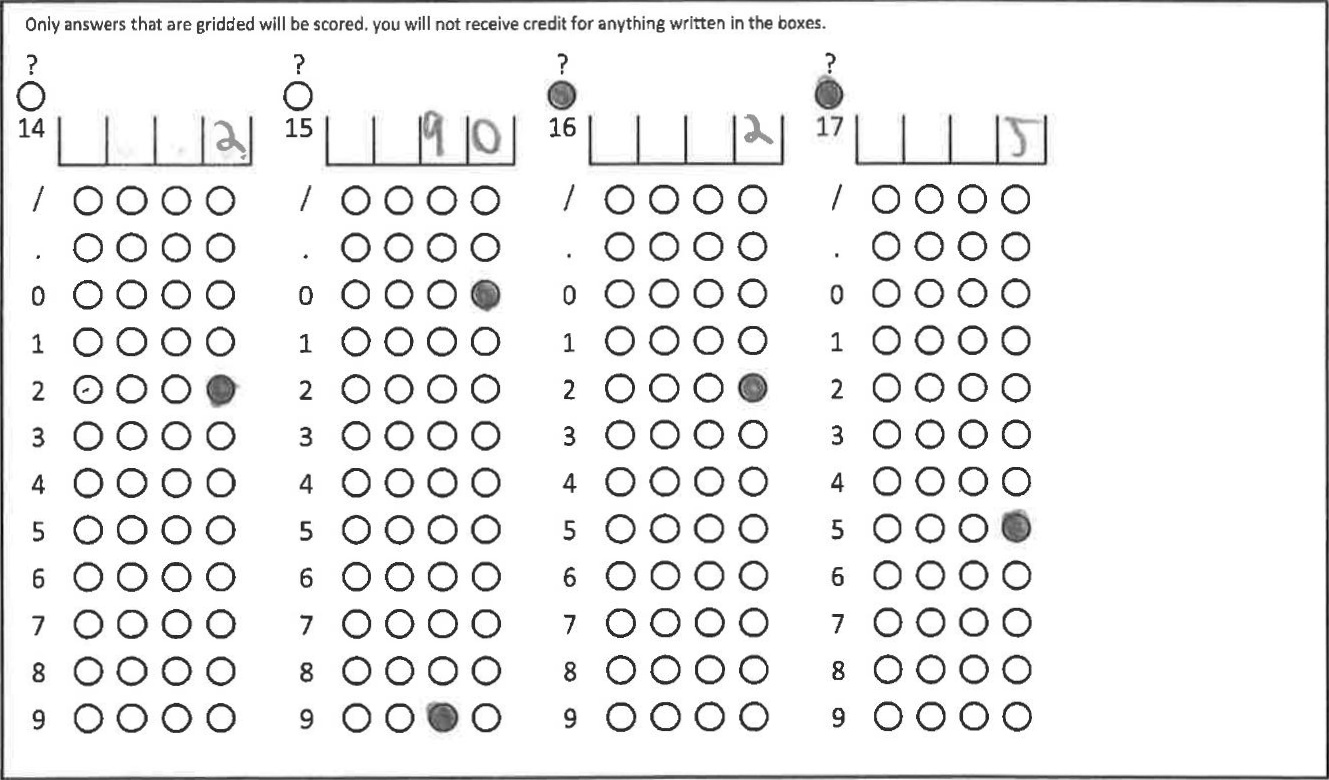 Only answers that are gridded will be scored. you will not receive credit for anything written in the boxes.
? ? ? ?
14 2 15 90 16 2 17 5
/ / / /
. . . .
0 0 0 0
1 1 1 1
2 2 2 2
3 3 3 3
4 4 4 4
5 5 5 5
6 6 6 6
7 7 7 7
8 8 8 8
9 9 9 9